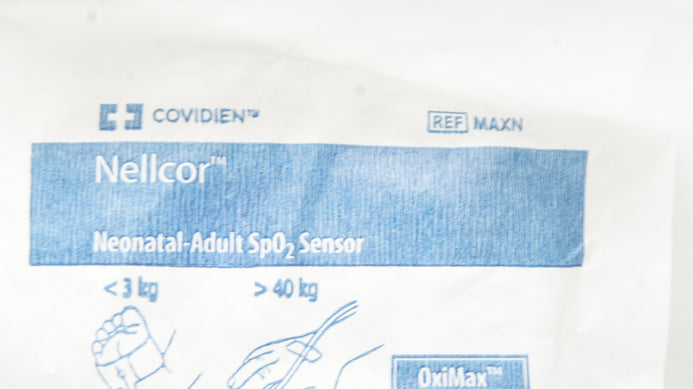 COVIDIEN™
REF MAXN
Nellcor™
Neonatal-Adult SpO₂ Sensor
< 3 kg
> 40 kg
OxiMax™